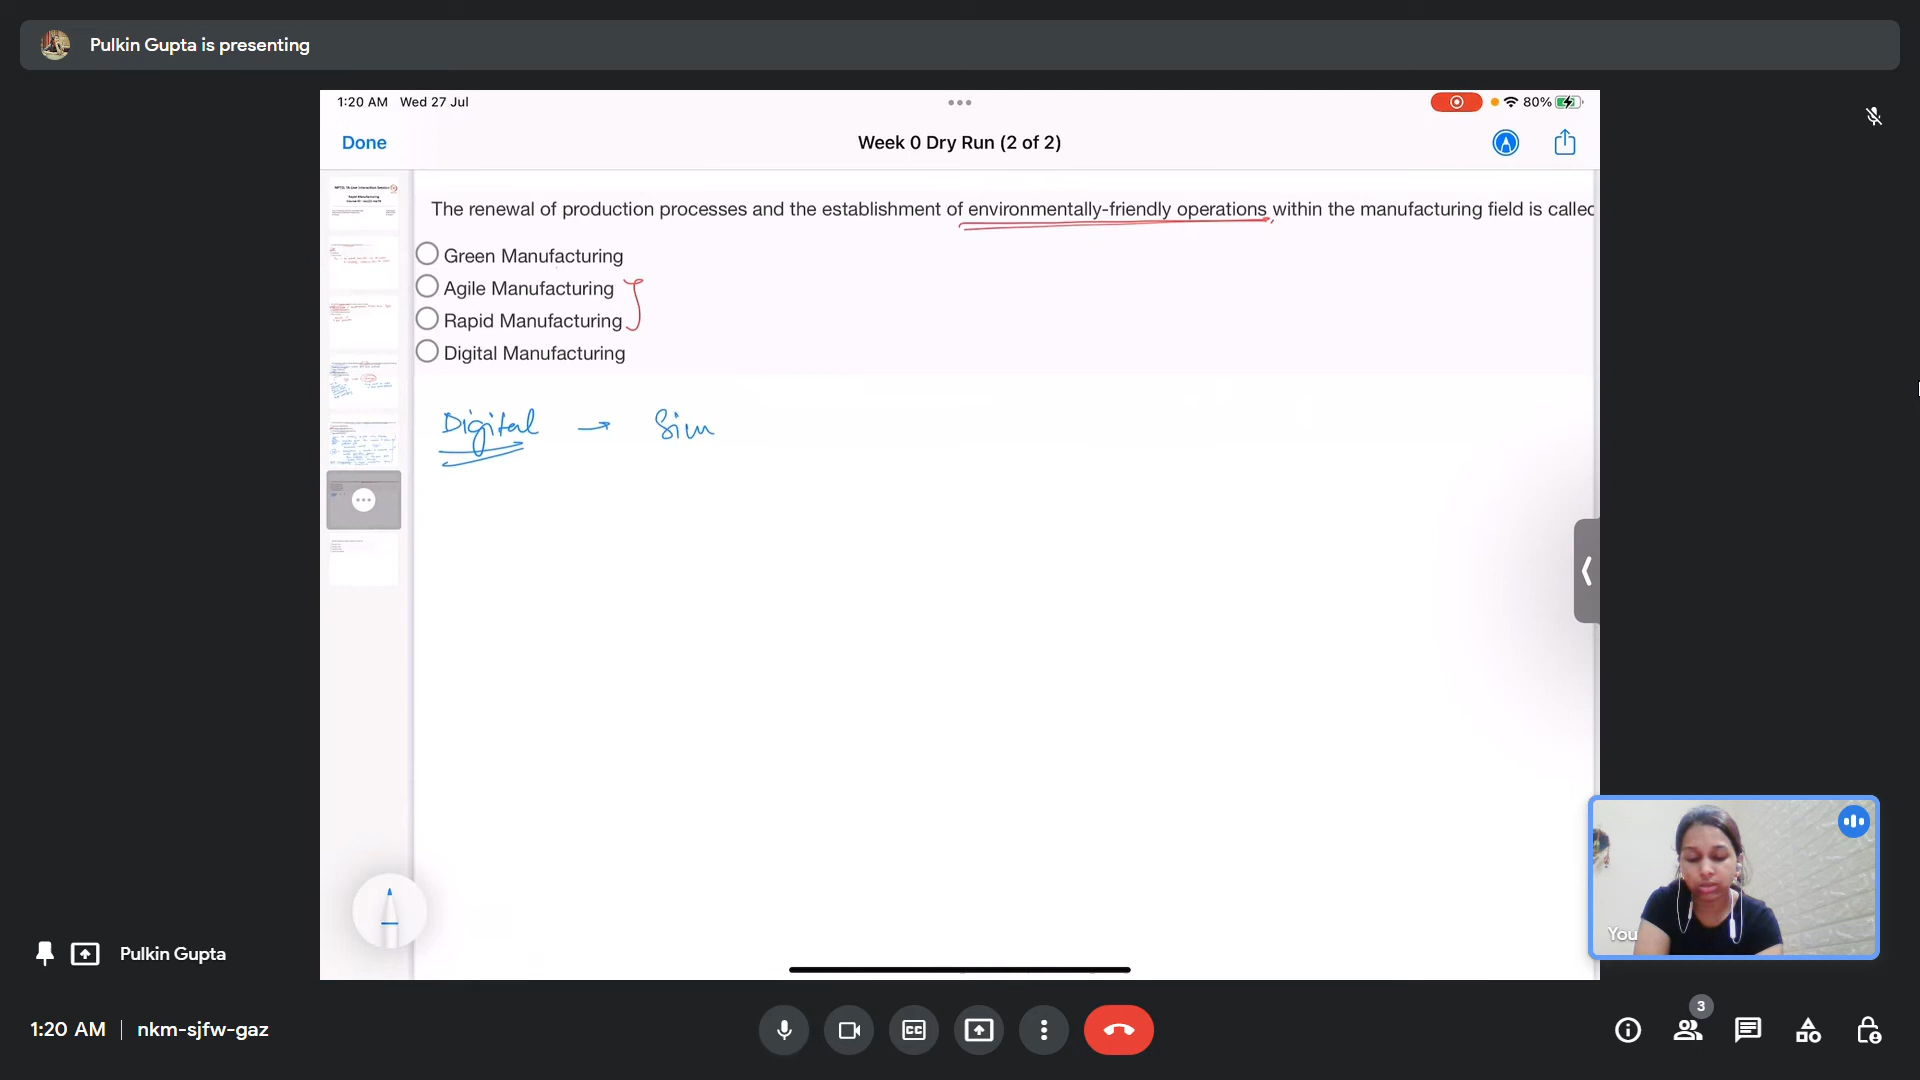 Pulkin Gupta is presenting
1:20 AM Wed 27 Jul
80%
Done
Week 0 Dry Run (2 of 2)
The renewal of production processes and the establishment of environmentally-friendly operations within the manufacturing field is called
Green Manufacturing
Agile Manufacturing
Rapid Manufacturing
Digital Manufacturing
Digital → Sim
You
Pulkin Gupta
3
1:20 AM | nkm-sjfw-gaz
CC